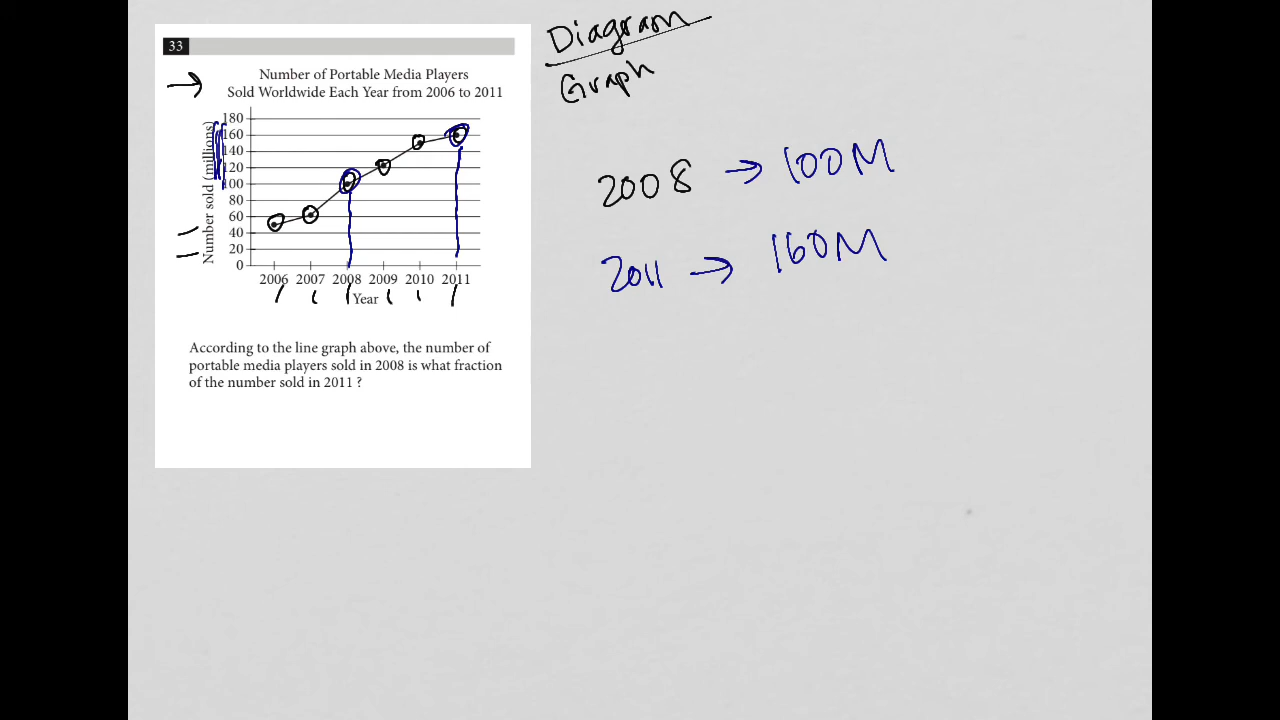 33
Number of Portable Media Players
Sold Worldwide Each Year from 2006 to 2011
Number sold (millions)
180
160
140
120
100
80
60
40
20
0
2006 2007 2008 2009 2010 2011
Year
According to the line graph above, the number of
portable media players sold in 2008 is what fraction
of the number sold in 2011 ?
Diagram
Graph
2008 → 100M
2011 → 160M